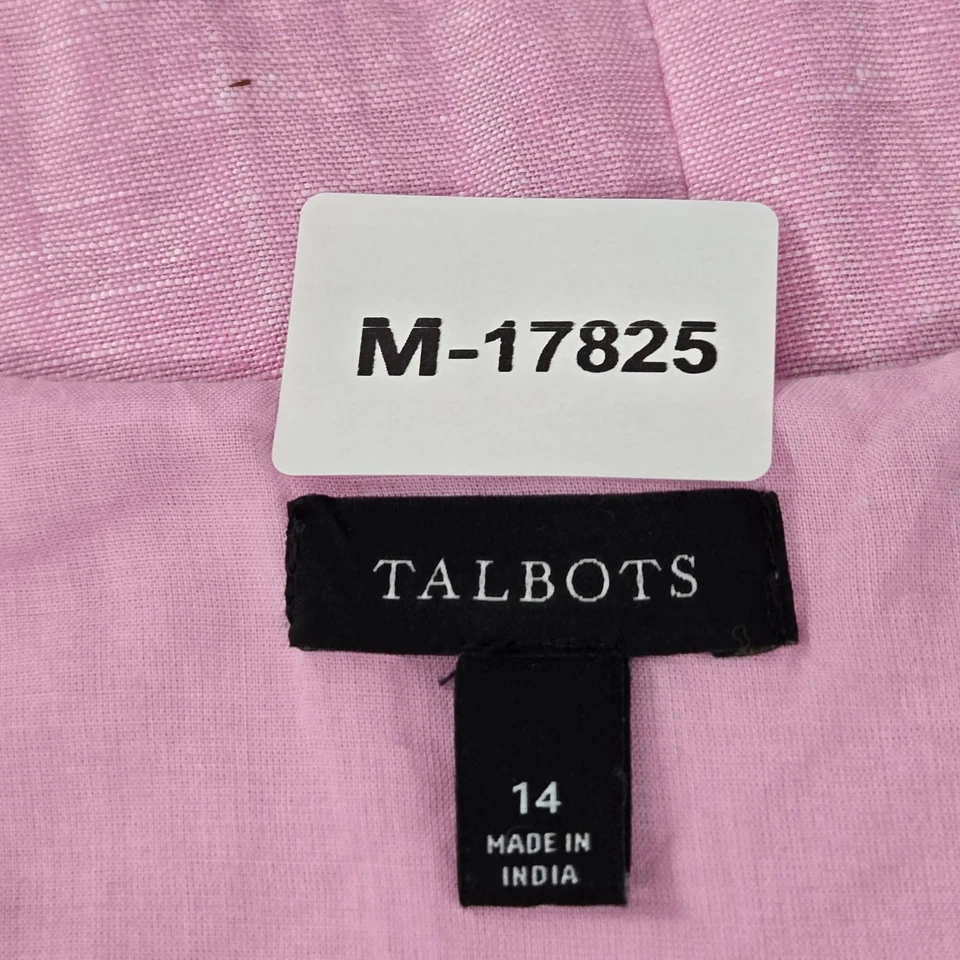 M-17825
TALBOTS
14
MADE IN
INDIA